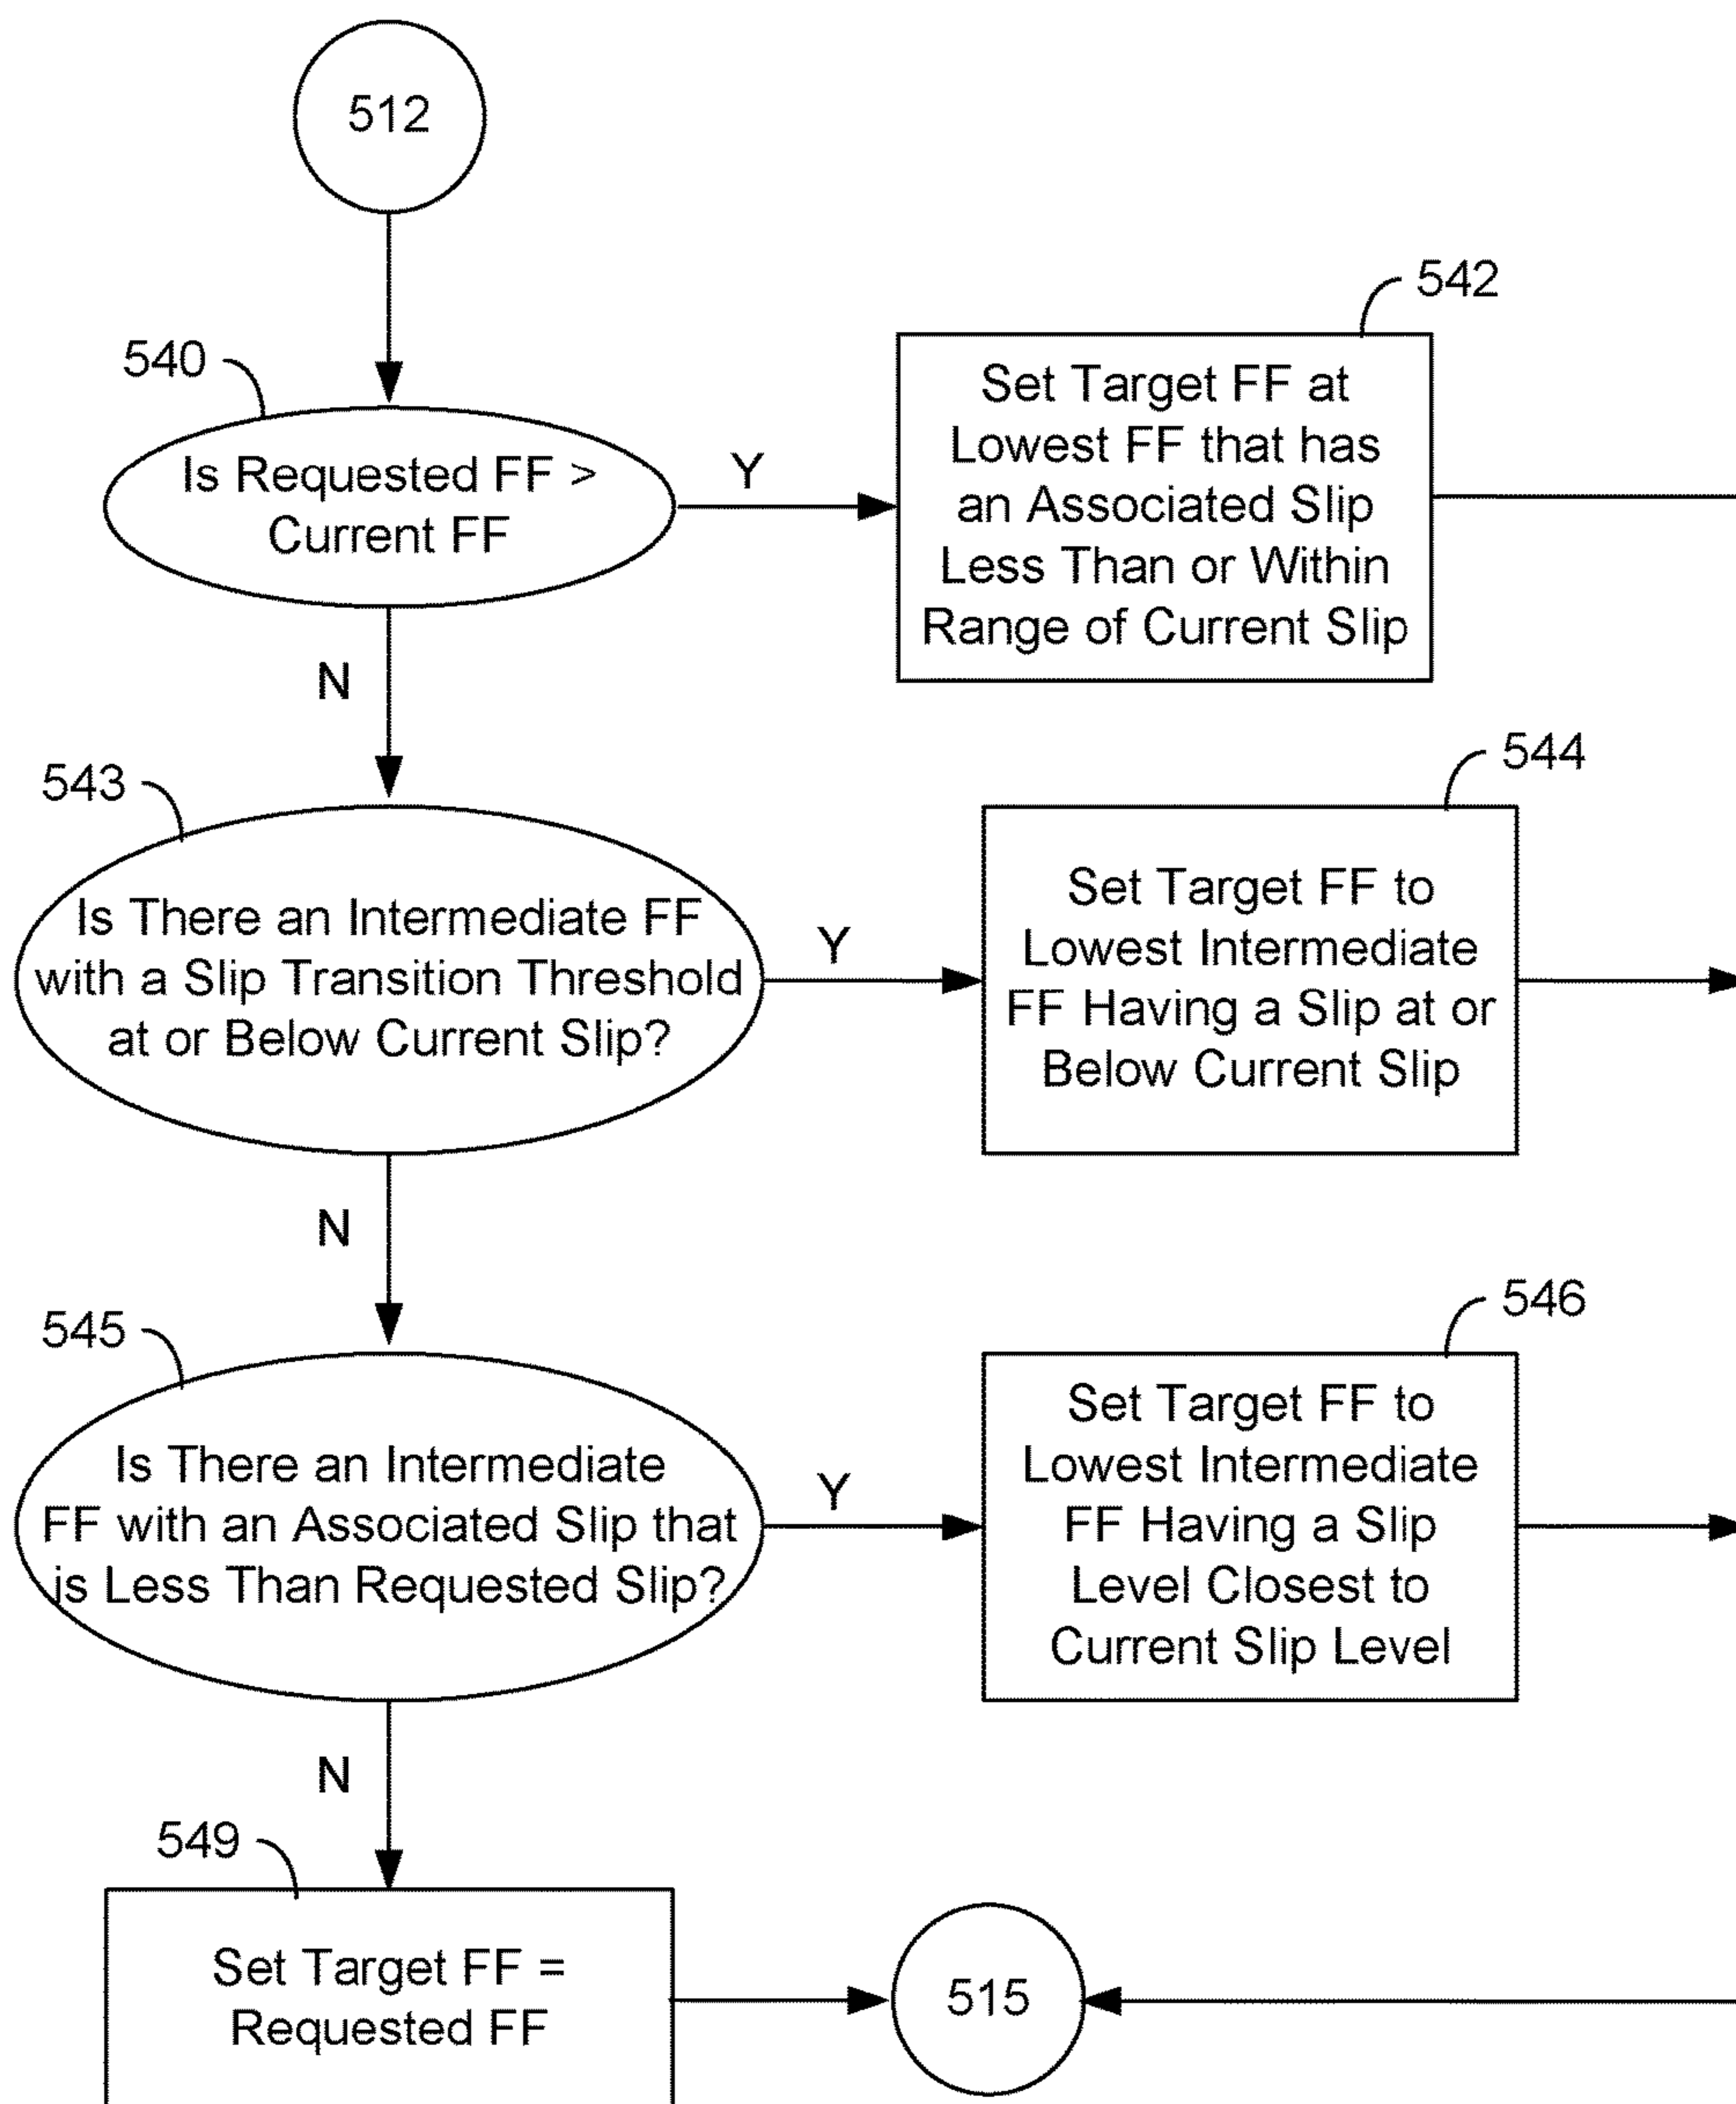 512
540
Is Requested FF >
Current FF
Y
542
Set Target FF at
Lowest FF that has
an Associated Slip
Less Than or Within
Range of Current Slip
N
543
Is There an Intermediate FF
with a Slip Transition Threshold
at or Below Current Slip?
Y
544
Set Target FF to
Lowest Intermediate
FF Having a Slip at or
Below Current Slip
N
545
Is There an Intermediate
FF with an Associated Slip that
is Less Than Requested Slip?
Y
546
Set Target FF to
Lowest Intermediate
FF Having a Slip
Level Closest to
Current Slip Level
N
549
Set Target FF =
Requested FF
515